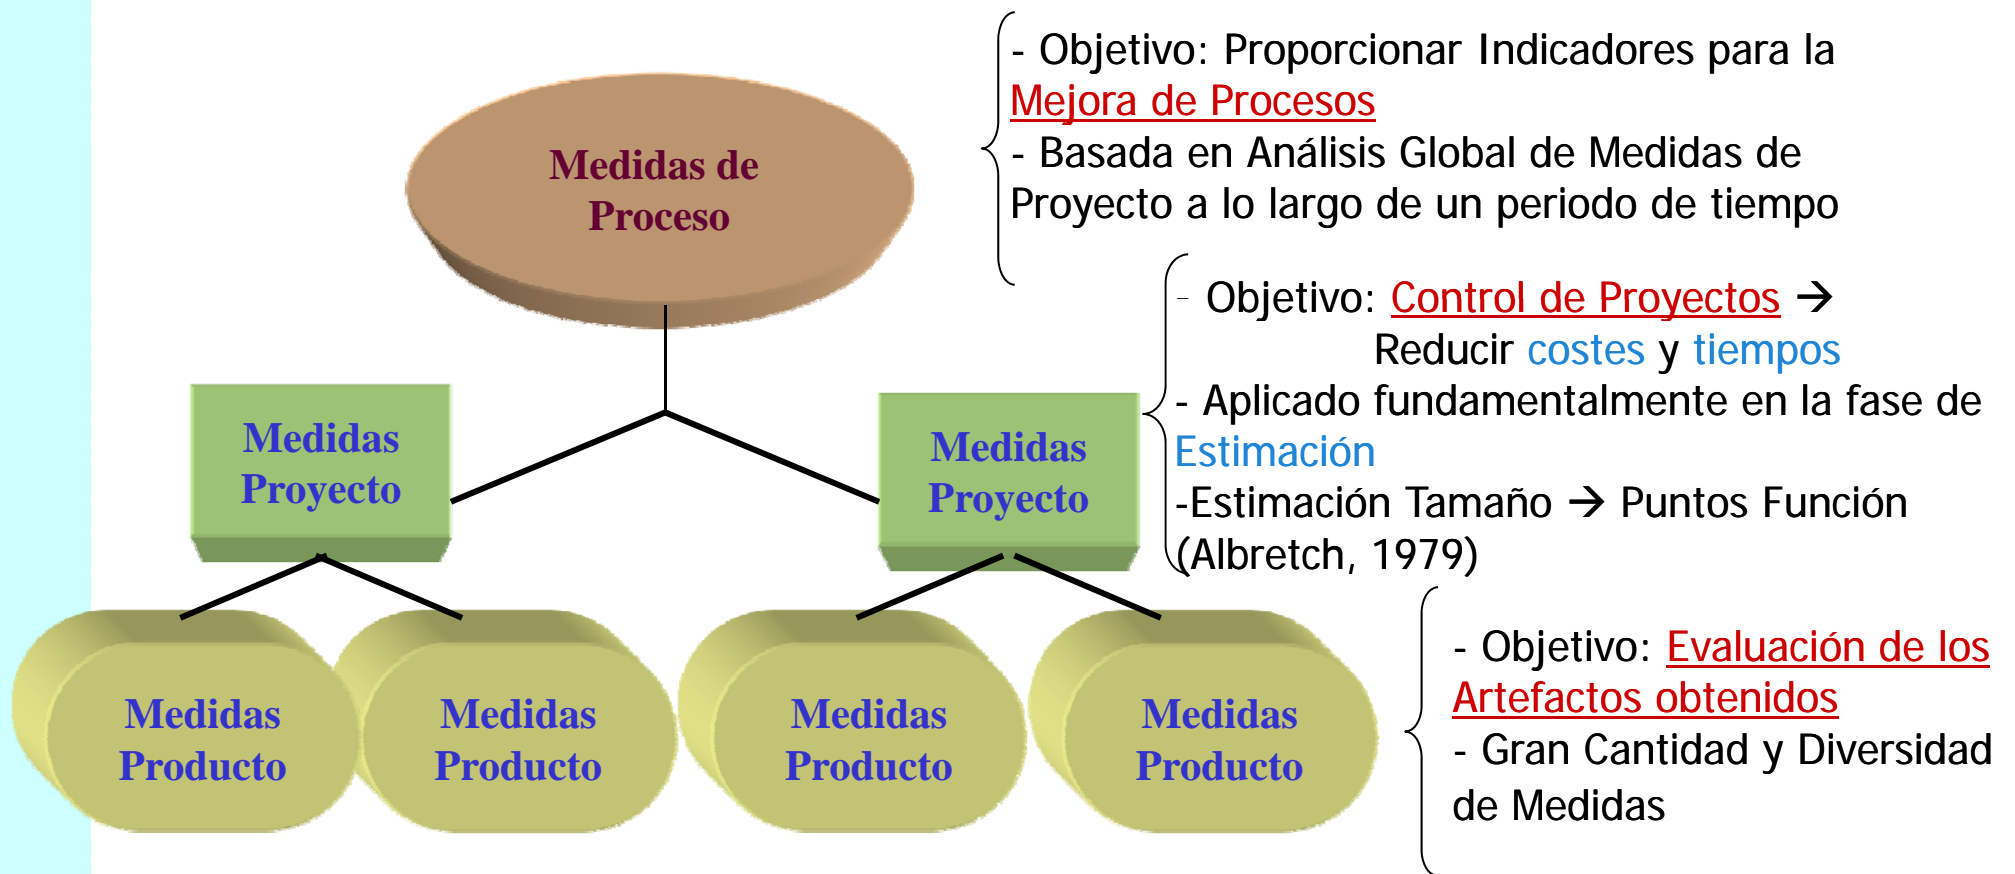 Medidas de
Proceso
- Objetivo: Proporcionar Indicadores para la
Mejora de Procesos
- Basada en Análisis Global de Medidas de
Proyecto a lo largo de un periodo de tiempo
Medidas
Proyecto
Medidas
Proyecto
- Objetivo: Control de Proyectos →
Reducir costes y tiempos
- Aplicado fundamentalmente en la fase de
Estimación
-Estimación Tamaño → Puntos Función
(Albretch, 1979)
Medidas
Producto
Medidas
Producto
Medidas
Producto
Medidas
Producto
- Objetivo: Evaluación de los
Artefactos obtenidos
- Gran Cantidad y Diversidad
de Medidas